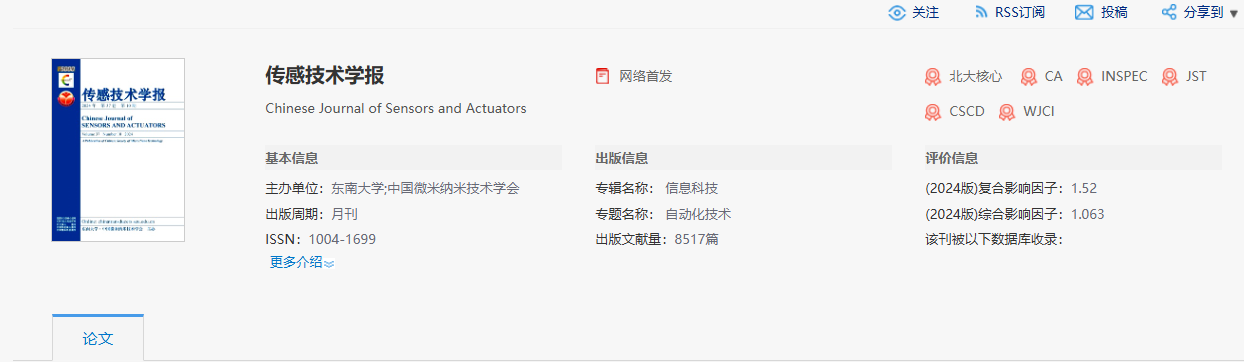 关注 RSS订阅 投稿 分享到
传感技术学报
Chinese Journal of Sensors and Actuators
网络首发
北大核心 CA INSPEC JST
CSCD WJCI
传感技术学报
Chinese Journal of
SENSORS AND ACTUATORS
基本信息
主办单位：东南大学;中国微米纳米技术学会
出版周期：月刊
ISSN：1004-1699
更多介绍
出版信息
专辑名称： 信息科技
专题名称： 自动化技术
出版文献量：8517篇
评价信息
(2024版)复合影响因子：1.52
(2024版)综合影响因子：1.063
该刊被以下数据库收录：
论文